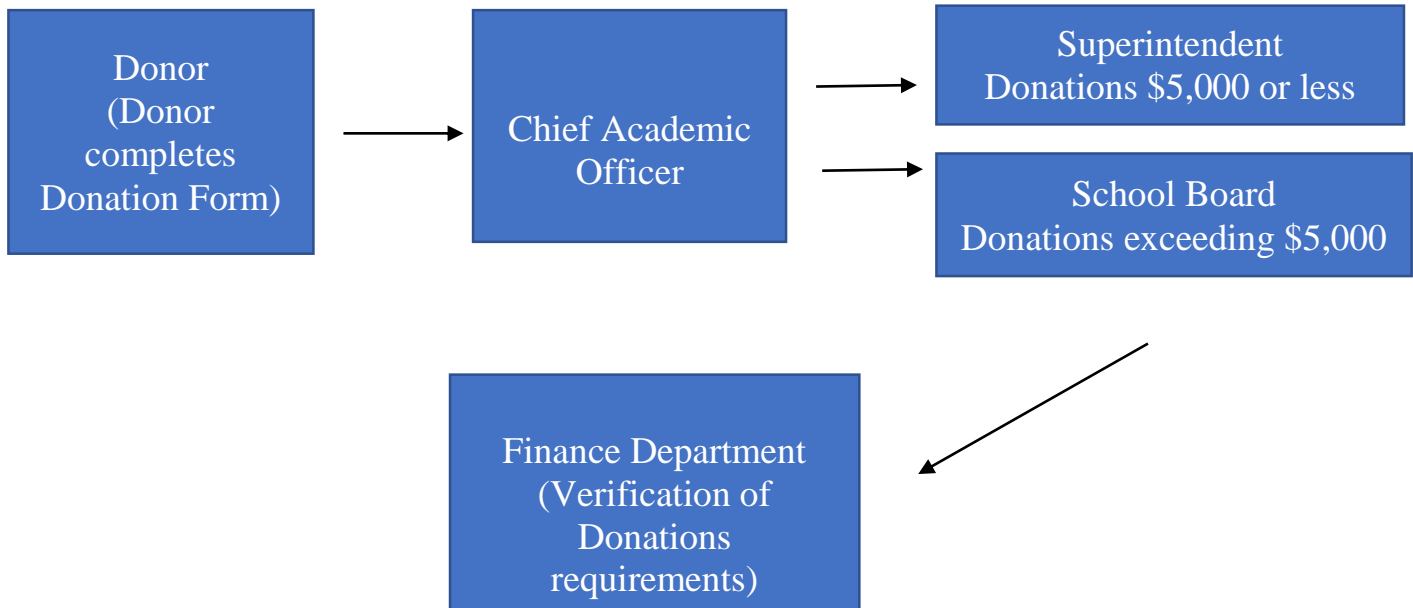 Donor
(Donor
completes
Donation Form)
Chief Academic
Officer
Superintendent
Donations $5,000 or less
School Board
Donations exceeding $5,000
Finance Department
(Verification of
Donations
requirements)